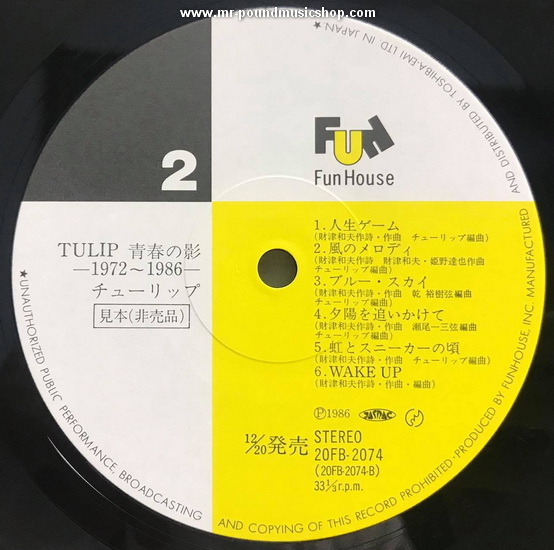 www.mr-poundmusicshop.com
2
Fun
FunHouse
TULIP 青春の影
—1972〜1986—
チューリップ
見本(非売品)
1.人生ゲーム
(財津和夫作詩・作曲 チューリップ編曲)
2.風のメロディ
(財津和夫作詩 財津和夫・姫野達也作曲
チューリップ編曲)
3.ブルー・スカイ
(財津和夫作詩・作曲 乾 裕樹弦編曲
チューリップ編曲)
4.夕陽を追いかけて
(財津和夫作詩・作曲 瀬尾一三弦編曲
チューリップ編曲)
5.虹とスニーカーの頃
(財津和夫作詩・作曲 チューリップ編曲)
6.WAKE UP
(財津和夫作詩・作曲・編曲)
Ⓟ1986 JASRAC
12/20発売
STEREO
20FB-2074
(20FB-2074-B)
33⅓r.p.m.
★UNAUTHORIZED PUBLIC PERFORMANCE, BROADCASTING AND COPYING OF THIS RECORD PROHIBITED·PRODUCED BY FUNHOUSE, INC. MANUFACTURED AND DISTRIBUTED BY TOSHIBA-EMI LTD IN JAPAN★